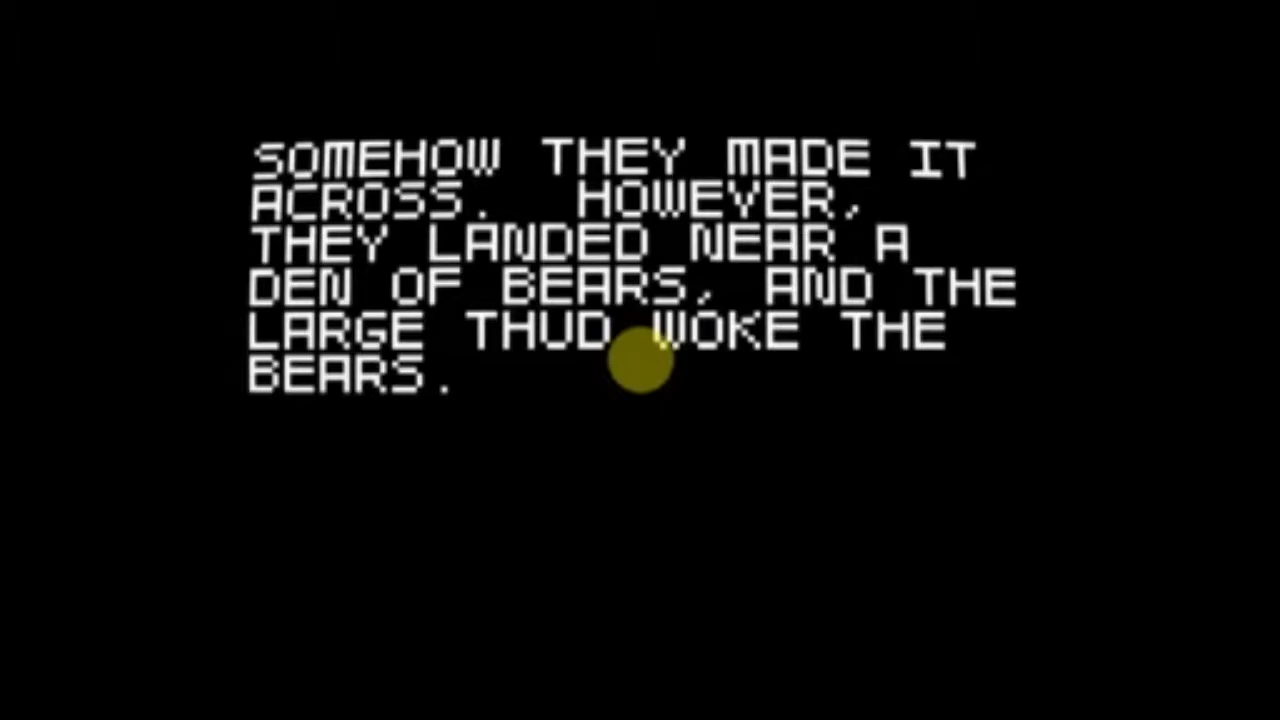 SOMEHOW THEY MADE IT
ACROSS.  HOWEVER,
THEY LANDED NEAR A
DEN OF BEARS, AND THE
LARGE THUD WOKE THE
BEARS.